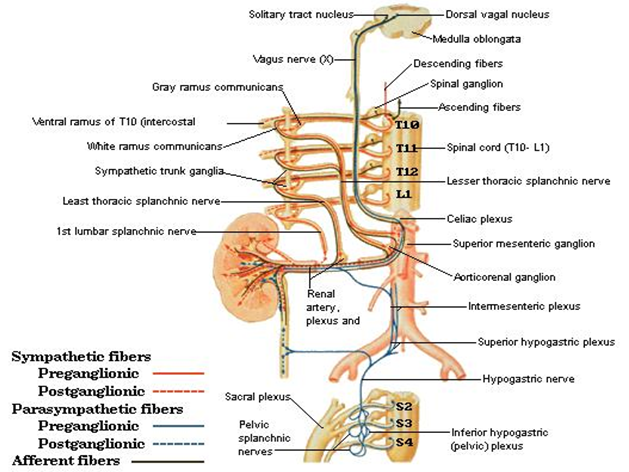 Solitary tract nucleus
Dorsal vagal nucleus
Medulla oblongata
Vagus nerve (X)
Descending fibers
Gray ramus communicans
Spinal ganglion
Ascending fibers
Ventral ramus of T10 (intercostal
T10
White ramus communicans
T11
Spinal cord (T10- L1)
Sympathetic trunk ganglia
T12
Lesser thoracic splanchnic nerve
Least thoracic splanchnic nerve
L1
Celiac plexus
1st lumbar splanchnic nerve
Superior mesenteric ganglion
Aorticorenal ganglion
Renal
artery,
plexus and
Intermesenteric plexus
Superior hypogastric plexus
Sympathetic fibers
Preganglionic
Postganglionic
Parasympathetic fibers
Preganglionic
Postganglionic
Afferent fibers
Hypogastric nerve
Sacral plexus
S2
Pelvic
splanchnic
nerves
S3
S4
Inferior hypogastric
(pelvic) plexus